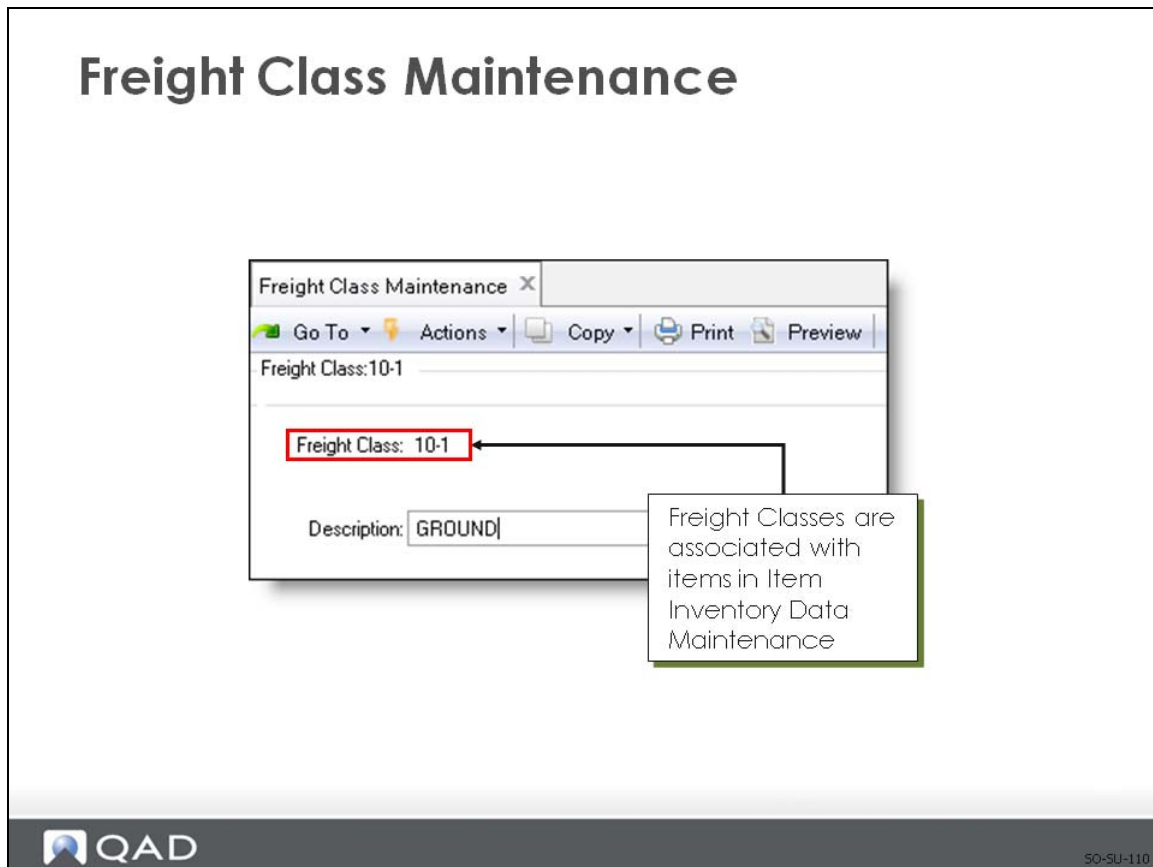 Freight Class Maintenance
Freight Class Maintenance
Go To Actions Copy Print Preview
Freight Class:10-1
Freight Class: 10-1
Description: GROUND
Freight Classes are
associated with
items in Item
Inventory Data
Maintenance
QAD
SO-SU-110